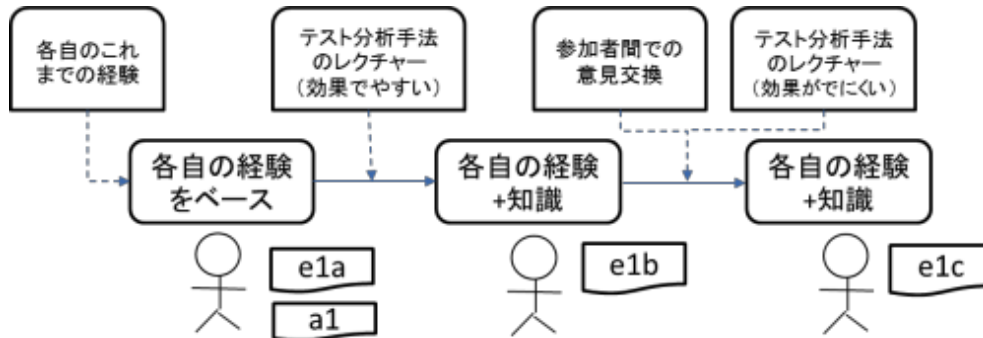 各自のこれ
までの経験
テスト分析手法
のレクチャー
（効果でやすい）
参加者間での
意見交換
テスト分析手法
のレクチャー
（効果がでにくい）
各自の経験
をベース
各自の経験
+知識
各自の経験
+知識
e1a
a1
e1b
e1c